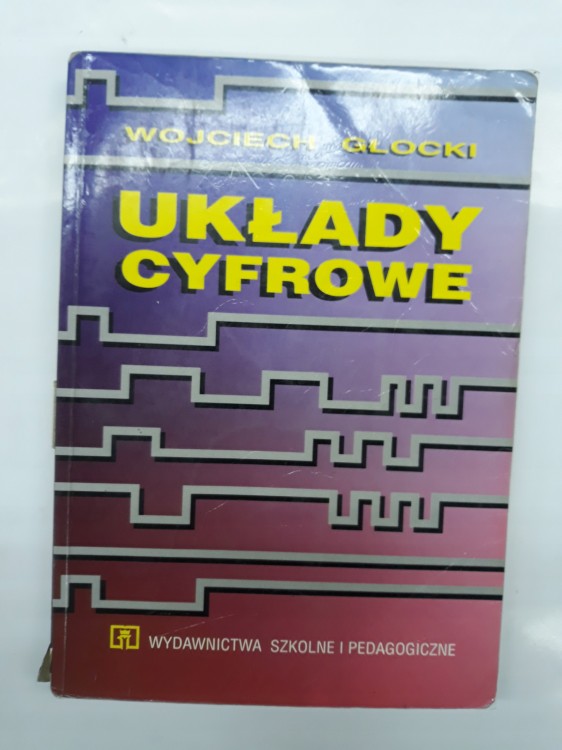 WOJCIECH GŁOCKI
UKŁADY
CYFROWE
WYDAWNICTWA SZKOLNE I PEDAGOGICZNE